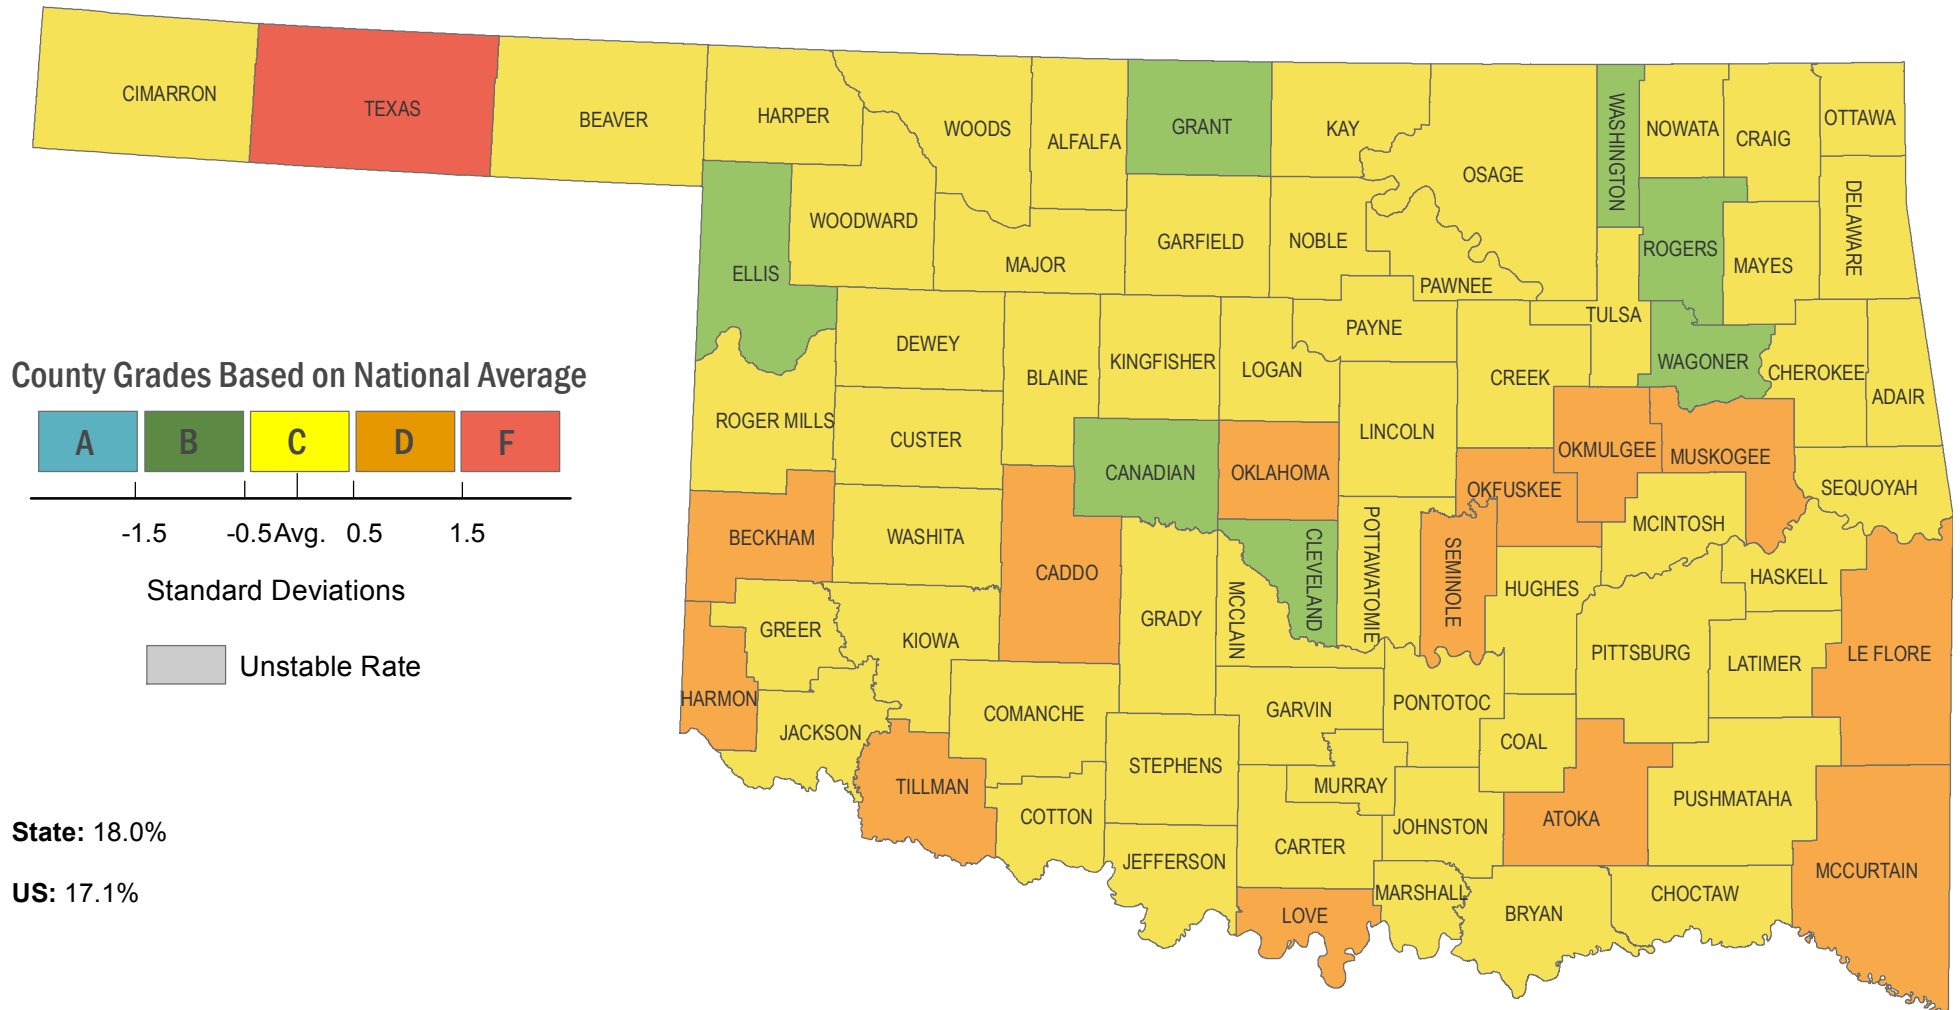 CIMARRON
TEXAS
BEAVER
HARPER
WOODS
ALFALFA
GRANT
KAY
OSAGE
WASHINGTON
NOWATA
CRAIG
OTTAWA
DELAWARE
ELLIS
WOODWARD
MAJOR
GARFIELD
NOBLE
PAWNEE
ROGERS
MAYES
TULSA
DEWEY
BLAINE
KINGFISHER
LOGAN
PAYNE
CREEK
WAGONER
CHEROKEE
ADAIR
County Grades Based on National Average
A B C D F
-1.5 -0.5 Avg. 0.5 1.5
Standard Deviations
Unstable Rate
ROGER MILLS
CUSTER
CANADIAN
OKLAHOMA
LINCOLN
OKMULGEE
MUSKOGEE
SEQUOYAH
BECKHAM
WASHITA
CADDO
GRADY
MCCLAIN
CLEVELAND
POTTAWATOMIE
SEMINOLE
OKFUSKEE
MCINTOSH
HUGHES
HASKELL
GREER
KIOWA
PITTSBURG
LATIMER
LE FLORE
HARMON
JACKSON
COMANCHE
GARVIN
PONTOTOC
COAL
TILLMAN
STEPHENS
MURRAY
COTTON
JOHNSTON
ATOKA
PUSHMATAHA
CARTER
JEFFERSON
MARSHALL
LOVE
BRYAN
CHOCTAW
MCCURTAIN
State: 18.0%
US: 17.1%